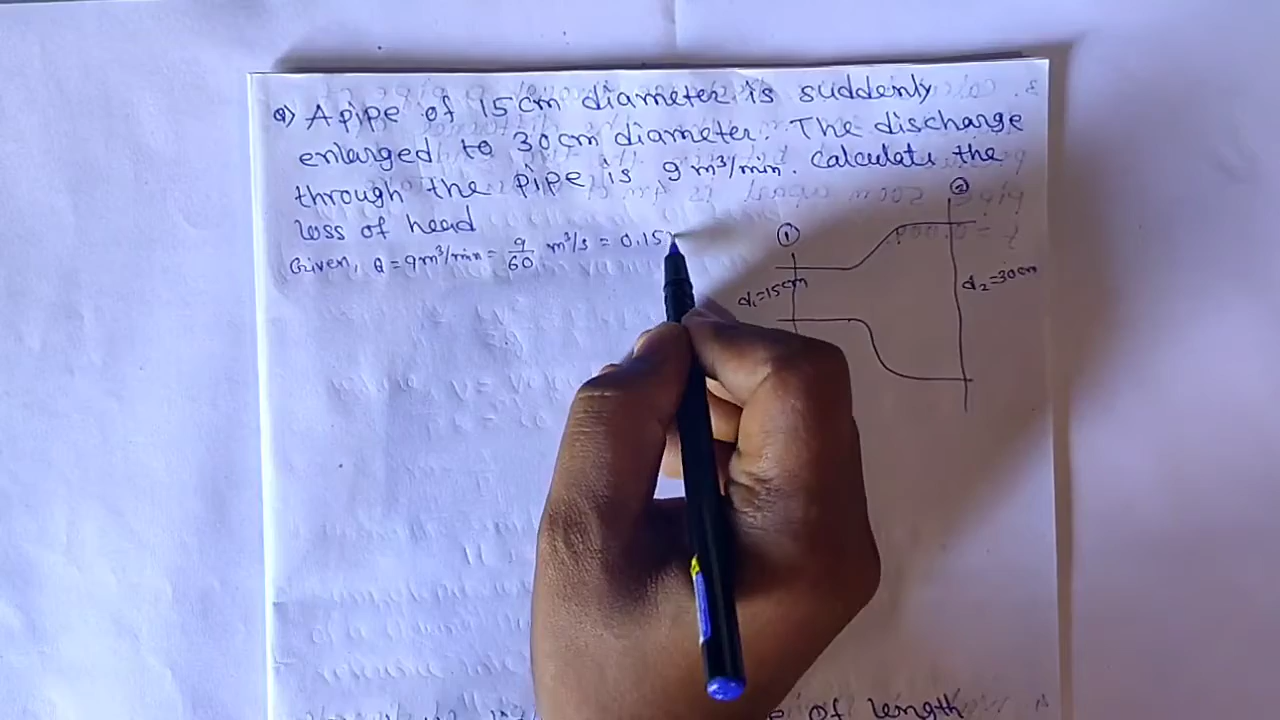 Q) A pipe of 15cm diameter is suddenly
enlarged to 30cm diameter. The discharge
through the pipe is 9m³/min. Calculate the
loss of head
Given, Q = 9m³/min = 9/60 m³/s = 0.15
①
②
d₁=15cm
d₂=30cm
of length